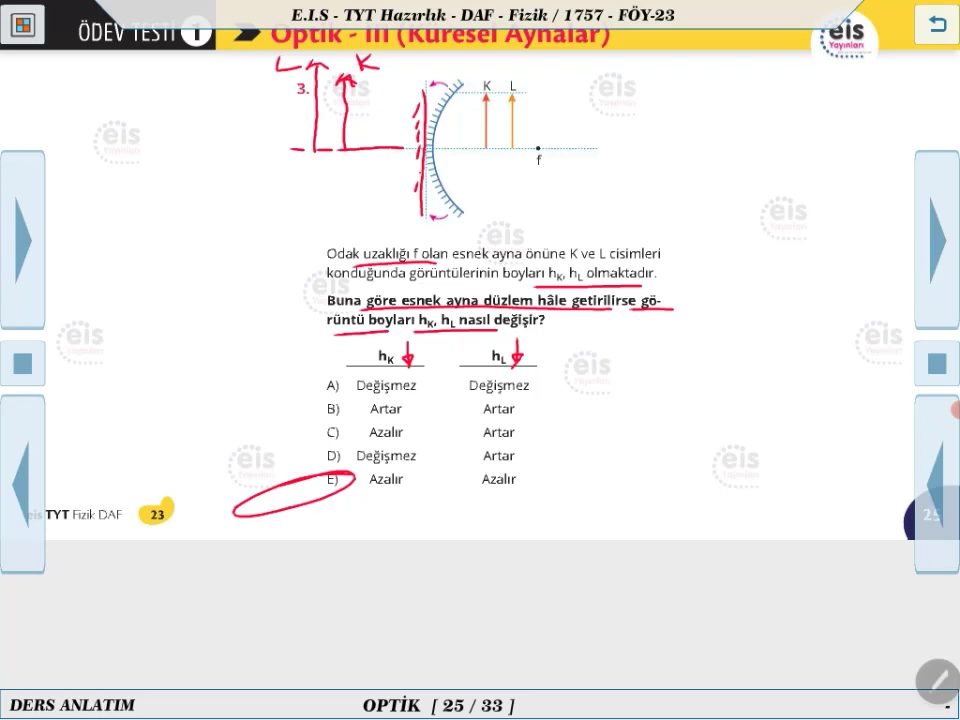 E.I.S - TYT Hazırlık - DAF - Fizik / 1757 - FÖY-23
ÖDEV TESTİ 1
Optik - III (Küresel Aynalar)
eis
Yayınları
L K
3.
K L
f
Odak uzaklığı f olan esnek ayna önüne K ve L cisimleri
konduğunda görüntülerinin boyları hK, hL olmaktadır.
Buna göre esnek ayna düzlem hâle getirilirse gö-
rüntü boyları hK, hL nasıl değişir?
hK hL
A) Değişmez Değişmez
B) Artar Artar
C) Azalır Artar
D) Değişmez Artar
E) Azalır Azalır
eis TYT Fizik DAF 23
25
DERS ANLATIM OPTİK [ 25 / 33 ] -